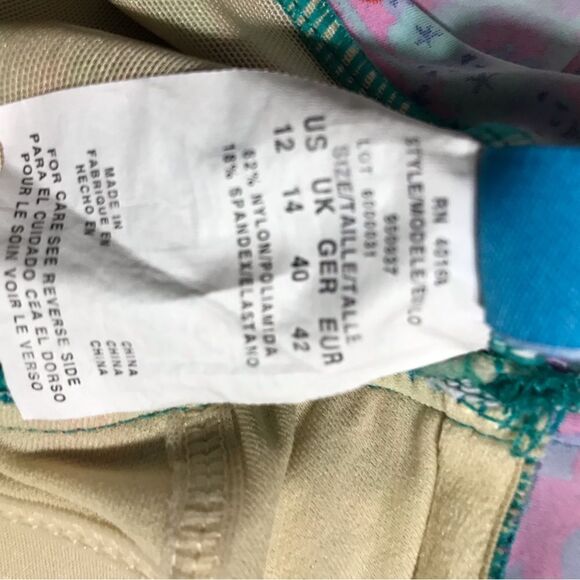 RN 40169
STYLE/MODELE/ESTILO
LOT 6000031
SIZE/TAILLE/TALLE
US UK GER EUR
12 14 40 42
82% NYLON/POLIAMIDA
18% SPANDEX/ELASTANO
MADE IN CHINA
FABRIQUE EN CHINA
HECHO EN CHINA
FOR CARE SEE REVERSE SIDE
PARA EL CUIDADO CEA EL DORSO
POUR LE SOIN VOIR LE VERSO